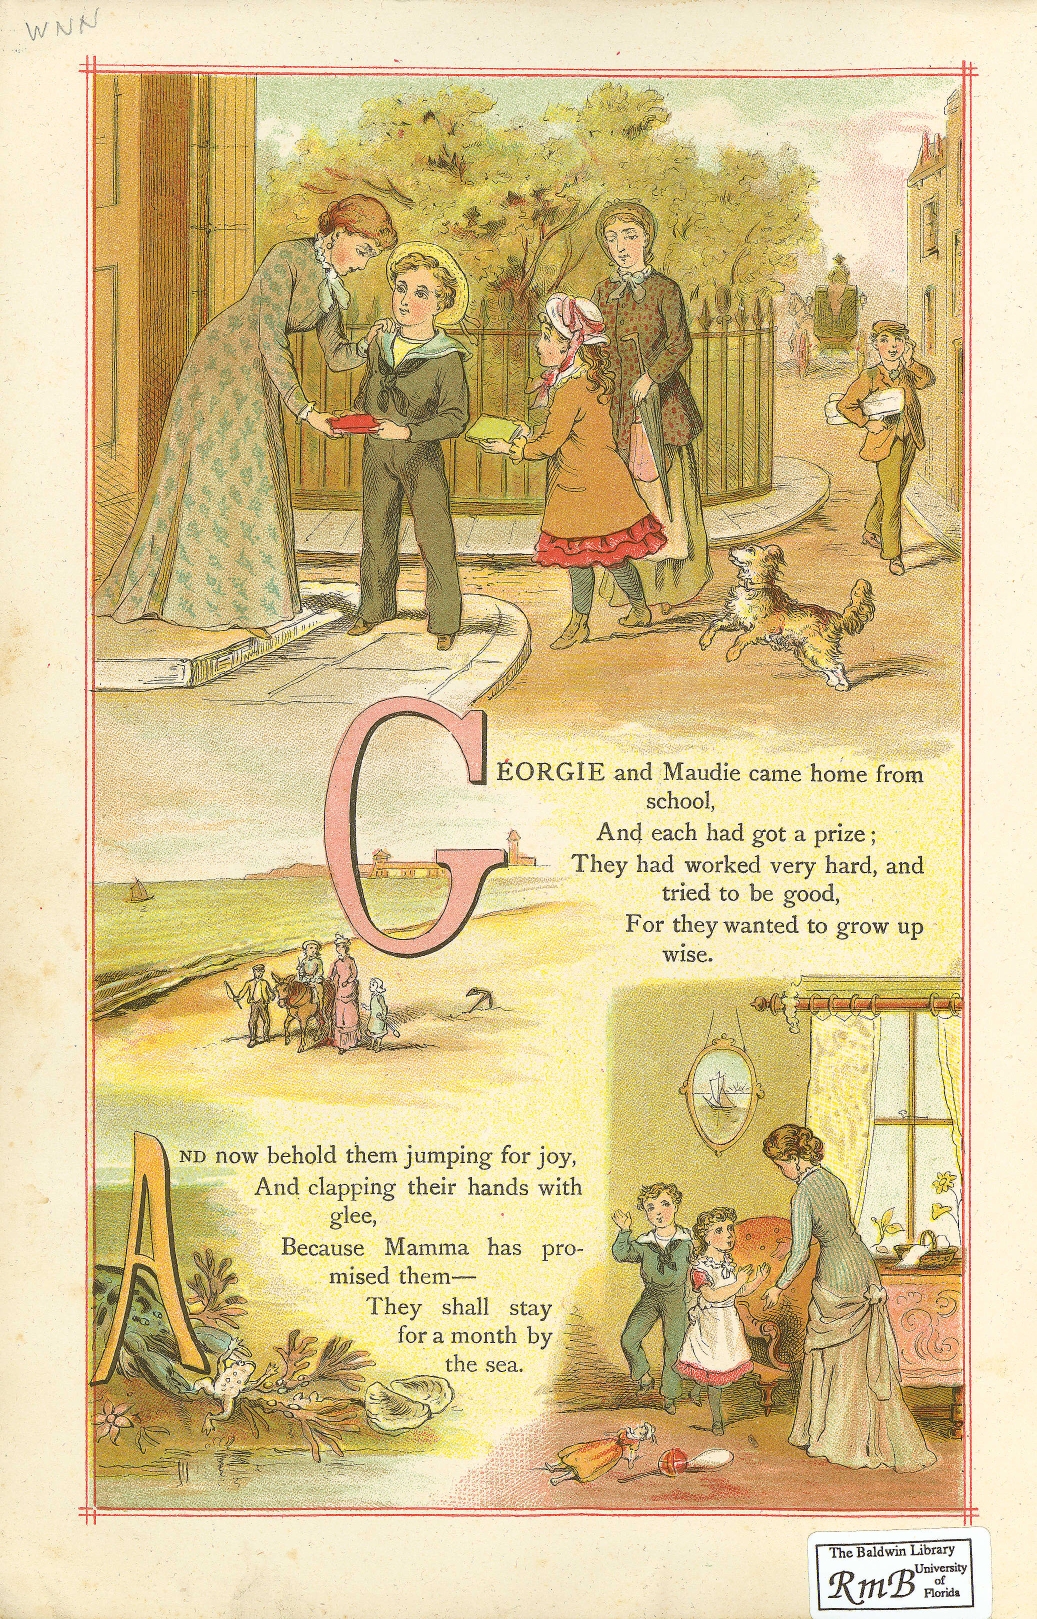 WNN
GEORGIE and Maudie came home from
school,
And each had got a prize;
They had worked very hard, and
tried to be good,
For they wanted to grow up
wise.
AND now behold them jumping for joy,
And clapping their hands with
glee,
Because Mamma has pro-
mised them—
They shall stay
for a month by
the sea.
The Baldwin Library
RmB University
of
Florida